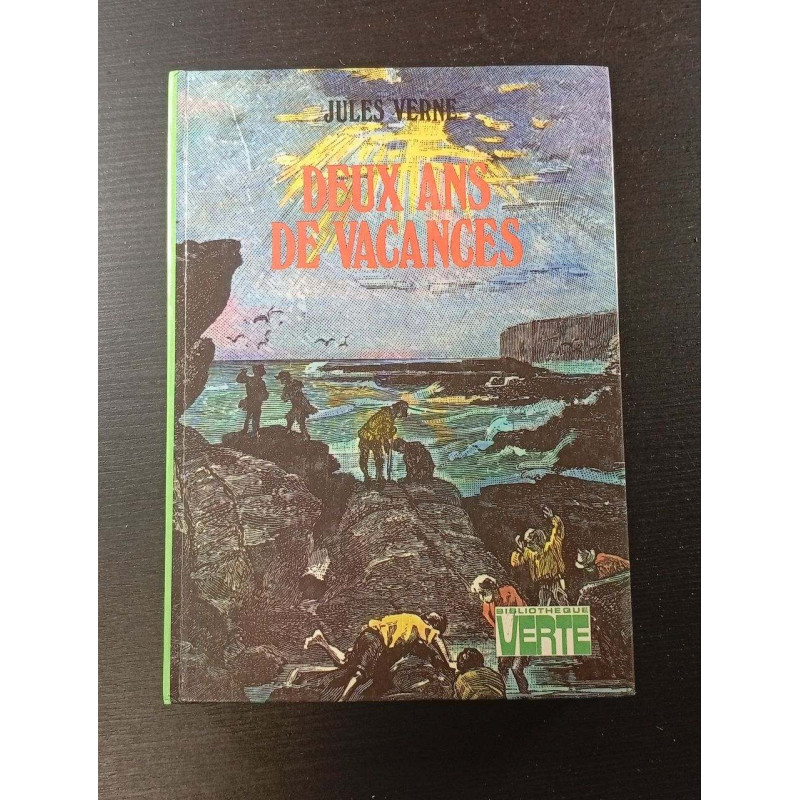 JULES VERNE
DEUX ANS
DE VACANCES
BIBLIOTHEQUE
VERTE